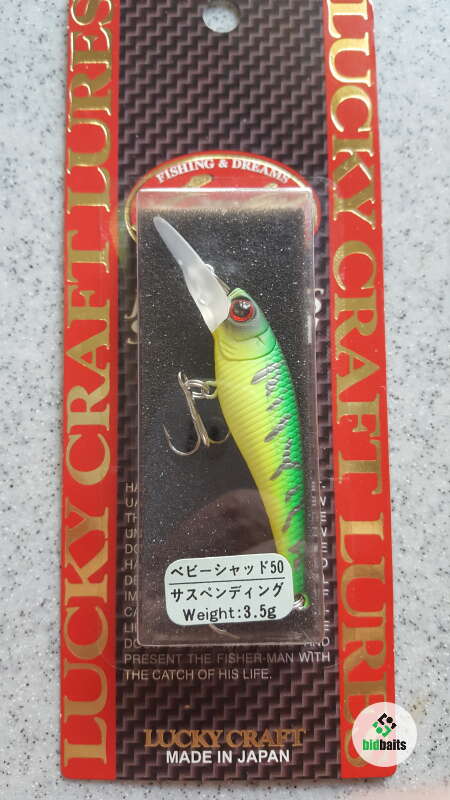 LUCKY CRAFT LURES
LUCKY CRAFT LURES
FISHING & DREAMS
ベビーシャッド50
サスペンディング
Weight:3.5g
AND
PRESENT THE FISHER-MAN WITH
THE CATCH OF HIS LIFE.
LUCKY CRAFT
MADE IN JAPAN
bidbaits